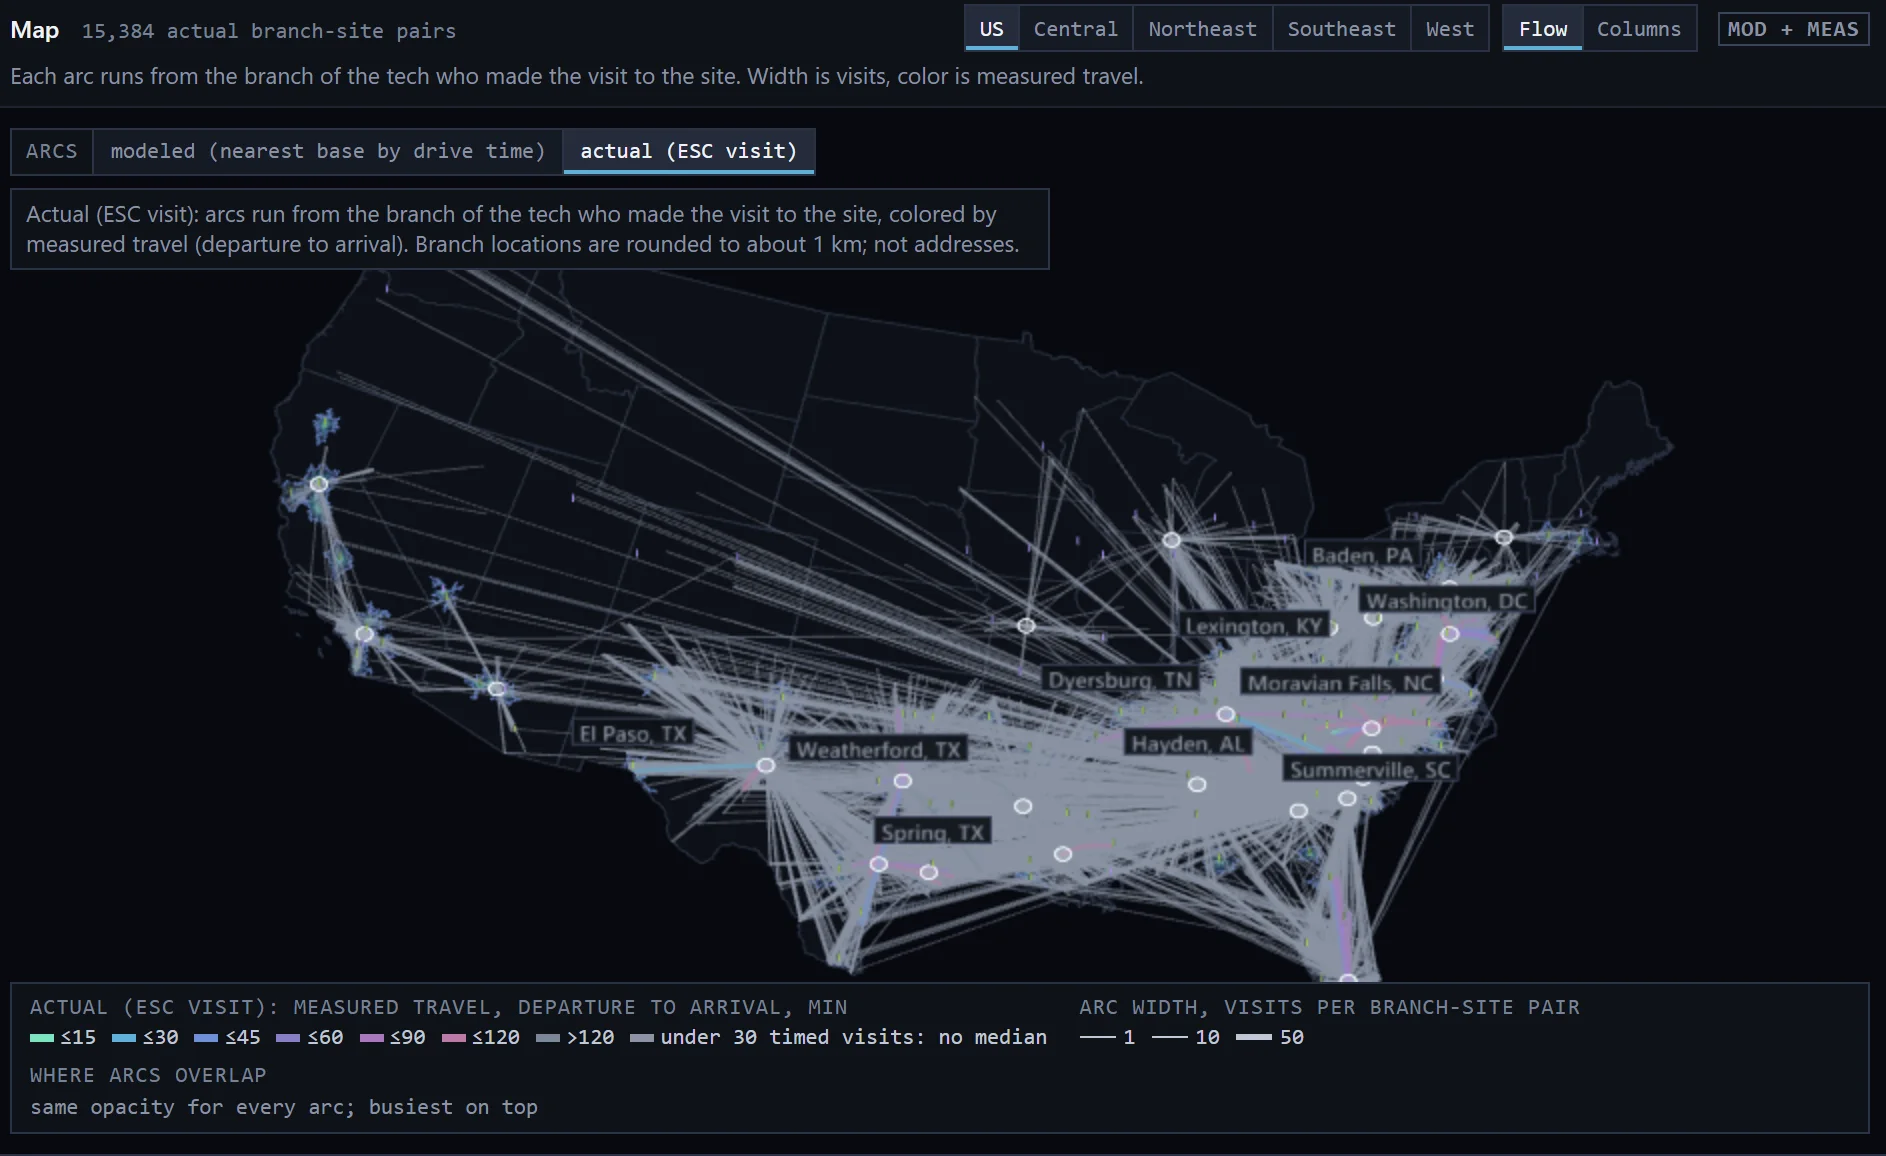 Map 15,384 actual branch-site pairs
US Central Northeast Southeast West Flow Columns MOD + MEAS
Each arc runs from the branch of the tech who made the visit to the site. Width is visits, color is measured travel.
ARCS modeled (nearest base by drive time) actual (ESC visit)
Actual (ESC visit): arcs run from the branch of the tech who made the visit to the site, colored by
measured travel (departure to arrival). Branch locations are rounded to about 1 km; not addresses.
Baden, PA
Washington, DC
Lexington, KY
Dyersburg, TN
Moravian Falls, NC
El Paso, TX
Weatherford, TX
Hayden, AL
Summerville, SC
Spring, TX
ACTUAL (ESC VISIT): MEASURED TRAVEL, DEPARTURE TO ARRIVAL, MIN
≤15 ≤30 ≤45 ≤60 ≤90 ≤120 >120 under 30 timed visits: no median
ARC WIDTH, VISITS PER BRANCH-SITE PAIR
1 10 50
WHERE ARCS OVERLAP
same opacity for every arc; busiest on top